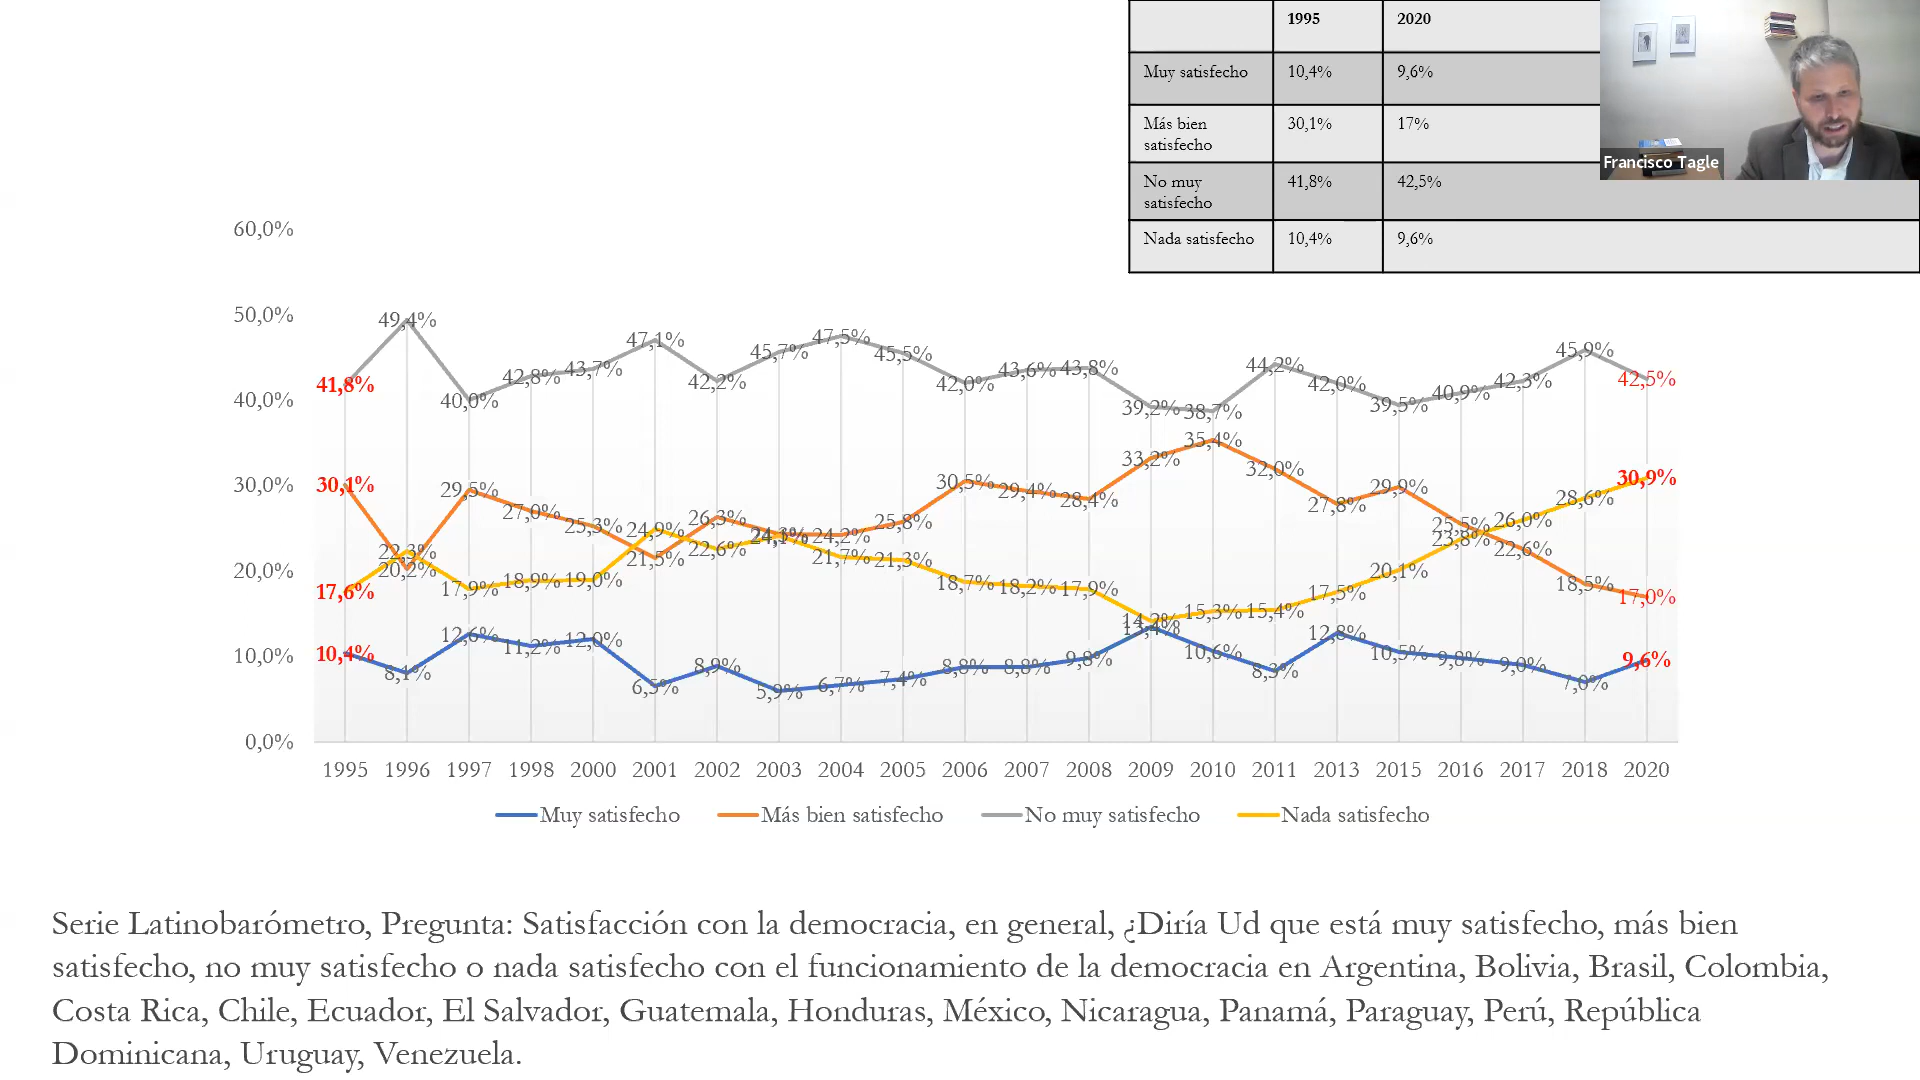 1995 2020
Muy satisfecho 10,4% 9,6%
Más bien satisfecho 30,1% 17%
No muy satisfecho 41,8% 42,5%
Nada satisfecho 10,4% 9,6%
Francisco Tagle
60,0%
50,0%
40,0%
30,0%
20,0%
10,0%
0,0%
41,8% 49,4% 40,0% 42,8% 43,7% 47,1% 42,2% 45,7% 47,5% 45,5% 42,0% 43,6% 43,8% 39,2% 38,7% 44,2% 42,0% 39,5% 40,9% 42,3% 45,9% 42,5%
30,1% 20,2% 29,5% 27,0% 25,3% 21,5% 26,3% 24,2% 25,8% 30,5% 29,4% 28,4% 33,2% 35,4% 32,0% 27,8% 29,9% 25,5% 22,6% 18,5% 17,0%
17,6% 22,3% 17,9% 18,9% 19,0% 24,9% 22,6% 24,1% 21,7% 21,3% 18,7% 18,2% 17,9% 14,2% 15,3% 15,4% 17,5% 20,1% 23,8% 26,0% 28,6% 30,9%
10,4% 8,1% 12,6% 11,2% 12,0% 6,5% 8,9% 5,9% 6,7% 7,4% 8,8% 8,8% 9,8% 13,4% 10,6% 8,3% 12,8% 10,5% 9,8% 9,0% 7,0% 9,6%
1995 1996 1997 1998 2000 2001 2002 2003 2004 2005 2006 2007 2008 2009 2010 2011 2013 2015 2016 2017 2018 2020
Muy satisfecho Más bien satisfecho No muy satisfecho Nada satisfecho
Serie Latinobarómetro, Pregunta: Satisfacción con la democracia, en general, ¿Diría Ud que está muy satisfecho, más bien
satisfecho, no muy satisfecho o nada satisfecho con el funcionamiento de la democracia en Argentina, Bolivia, Brasil, Colombia,
Costa Rica, Chile, Ecuador, El Salvador, Guatemala, Honduras, México, Nicaragua, Panamá, Paraguay, Perú, República
Dominicana, Uruguay, Venezuela.